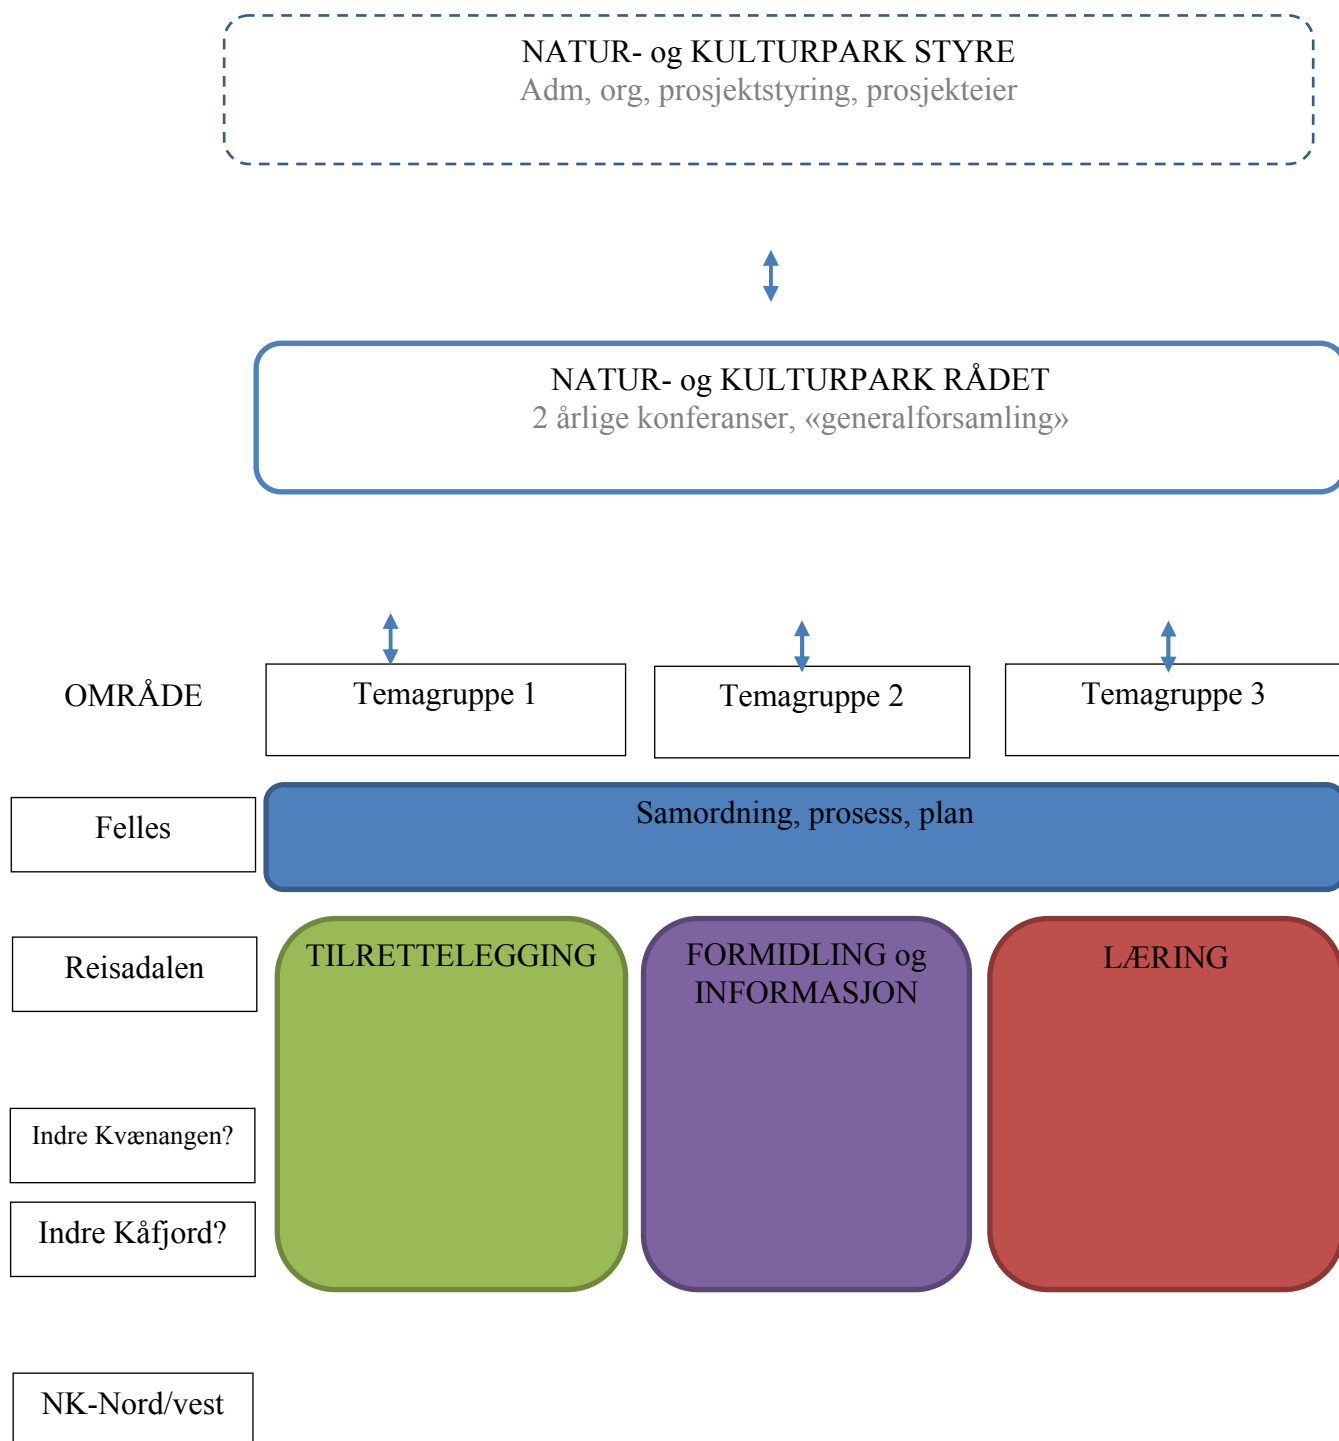 NATUR- og KULTURPARK STYRE
Adm, org, prosjektstyring, prosjekteier
NATUR- og KULTURPARK RÅDET
2 årlige konferanser, «generalforsamling»
OMRÅDE
Temagruppe 1
Temagruppe 2
Temagruppe 3
Felles
Samordning, prosess, plan
Reisadalen
TILRETTELEGGING
FORMIDLING og
INFORMASJON
LÆRING
Indre Kvænangen?
Indre Kåfjord?
NK-Nord/vest